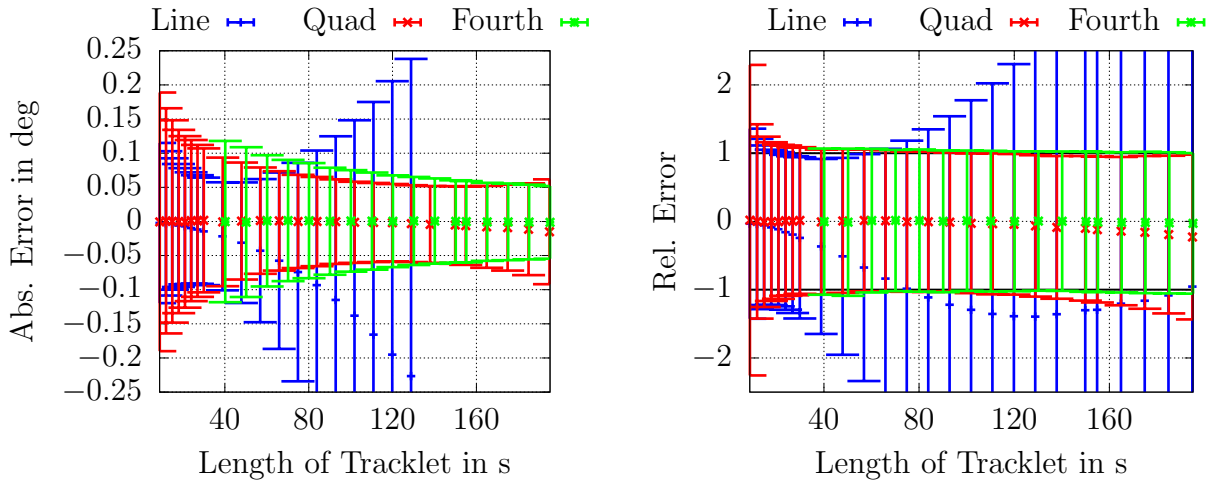 Line Quad Fourth
Abs. Error in deg
0.25
0.2
0.15
0.1
0.05
0
−0.05
−0.1
−0.15
−0.2
−0.25
40 80 120 160
Length of Tracklet in s
Line Quad Fourth
Rel. Error
2
1
0
−1
−2
40 80 120 160
Length of Tracklet in s